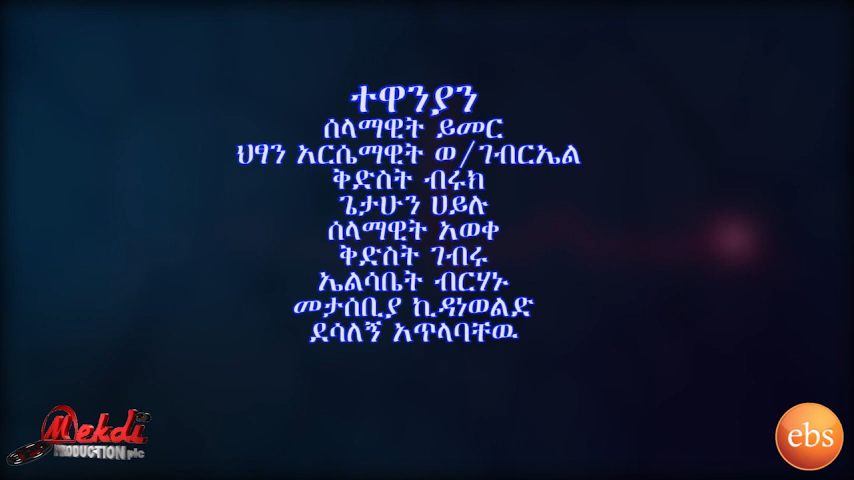 ተዋንያን
ሰላማዊት ይመር
ህፃን አርሴማዊት ወ/ገብርኤል
ቅድስት ብሩክ
ጌታሁን ሀይሉ
ሰላማዊት አወቀ
ቅድስት ገብሩ
ኤልሳቤት ብርሃኑ
መታሰቢያ ኪዳነወልድ
ደሳለኝ አጥላባቸዉ
Mekdi
PRODUCTION plc
ebs